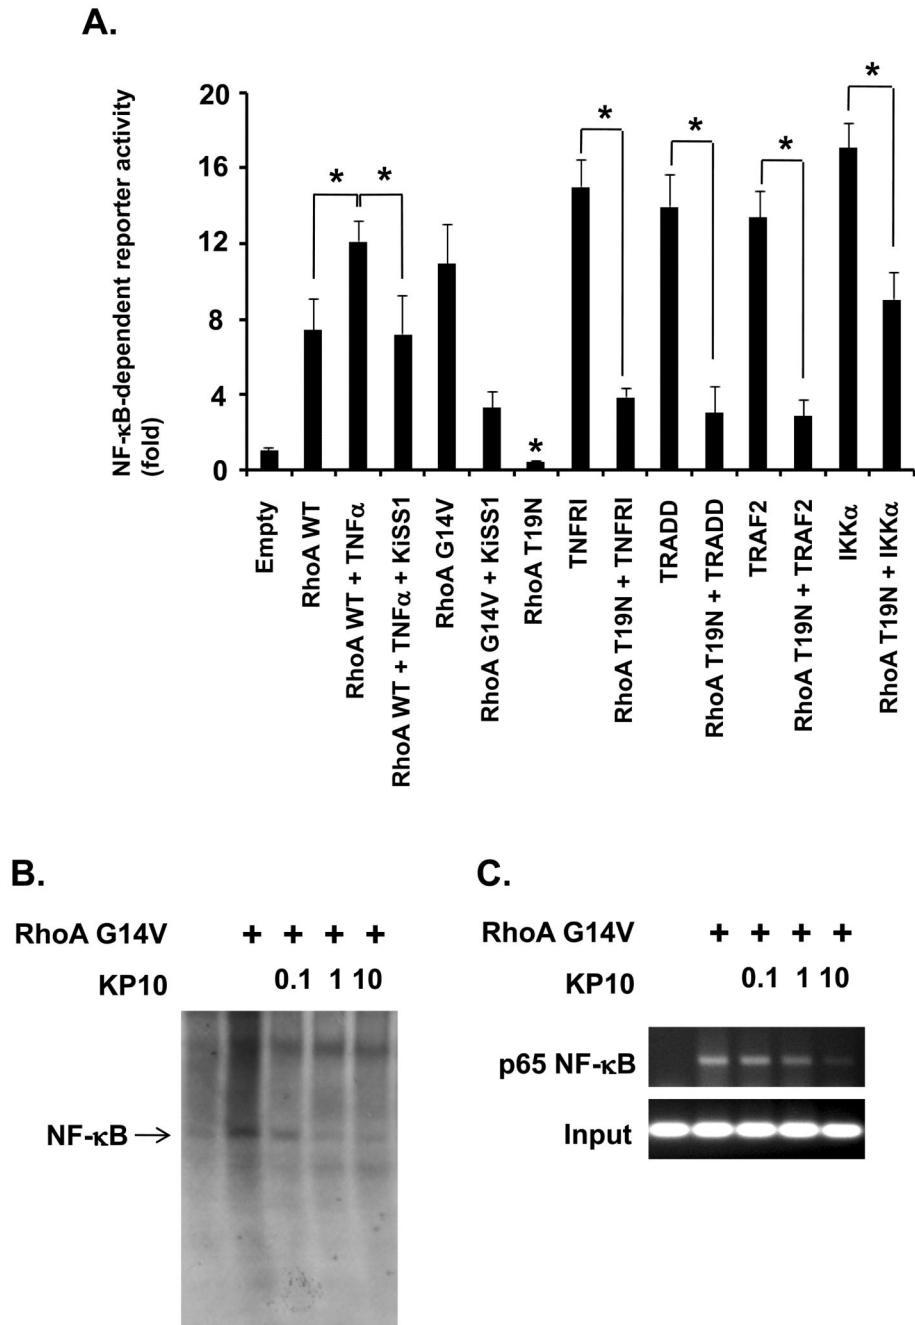 A.
NF-κB-dependent reporter activity
(fold)
20
16
12
8
4
0
* * * * * * *
Empty
RhoA WT
RhoA WT + TNFα
RhoA WT + TNFα + KiSS1
RhoA G14V
RhoA G14V + KiSS1
RhoA T19N
TNFRI
RhoA T19N + TNFRI
TRADD
RhoA T19N + TRADD
TRAF2
RhoA T19N + TRAF2
IKKα
RhoA T19N + IKKα
B.
RhoA G14V + + + +
KP10 0.1 1 10
NF-κB →
C.
RhoA G14V + + + +
KP10 0.1 1 10
p65 NF-κB
Input